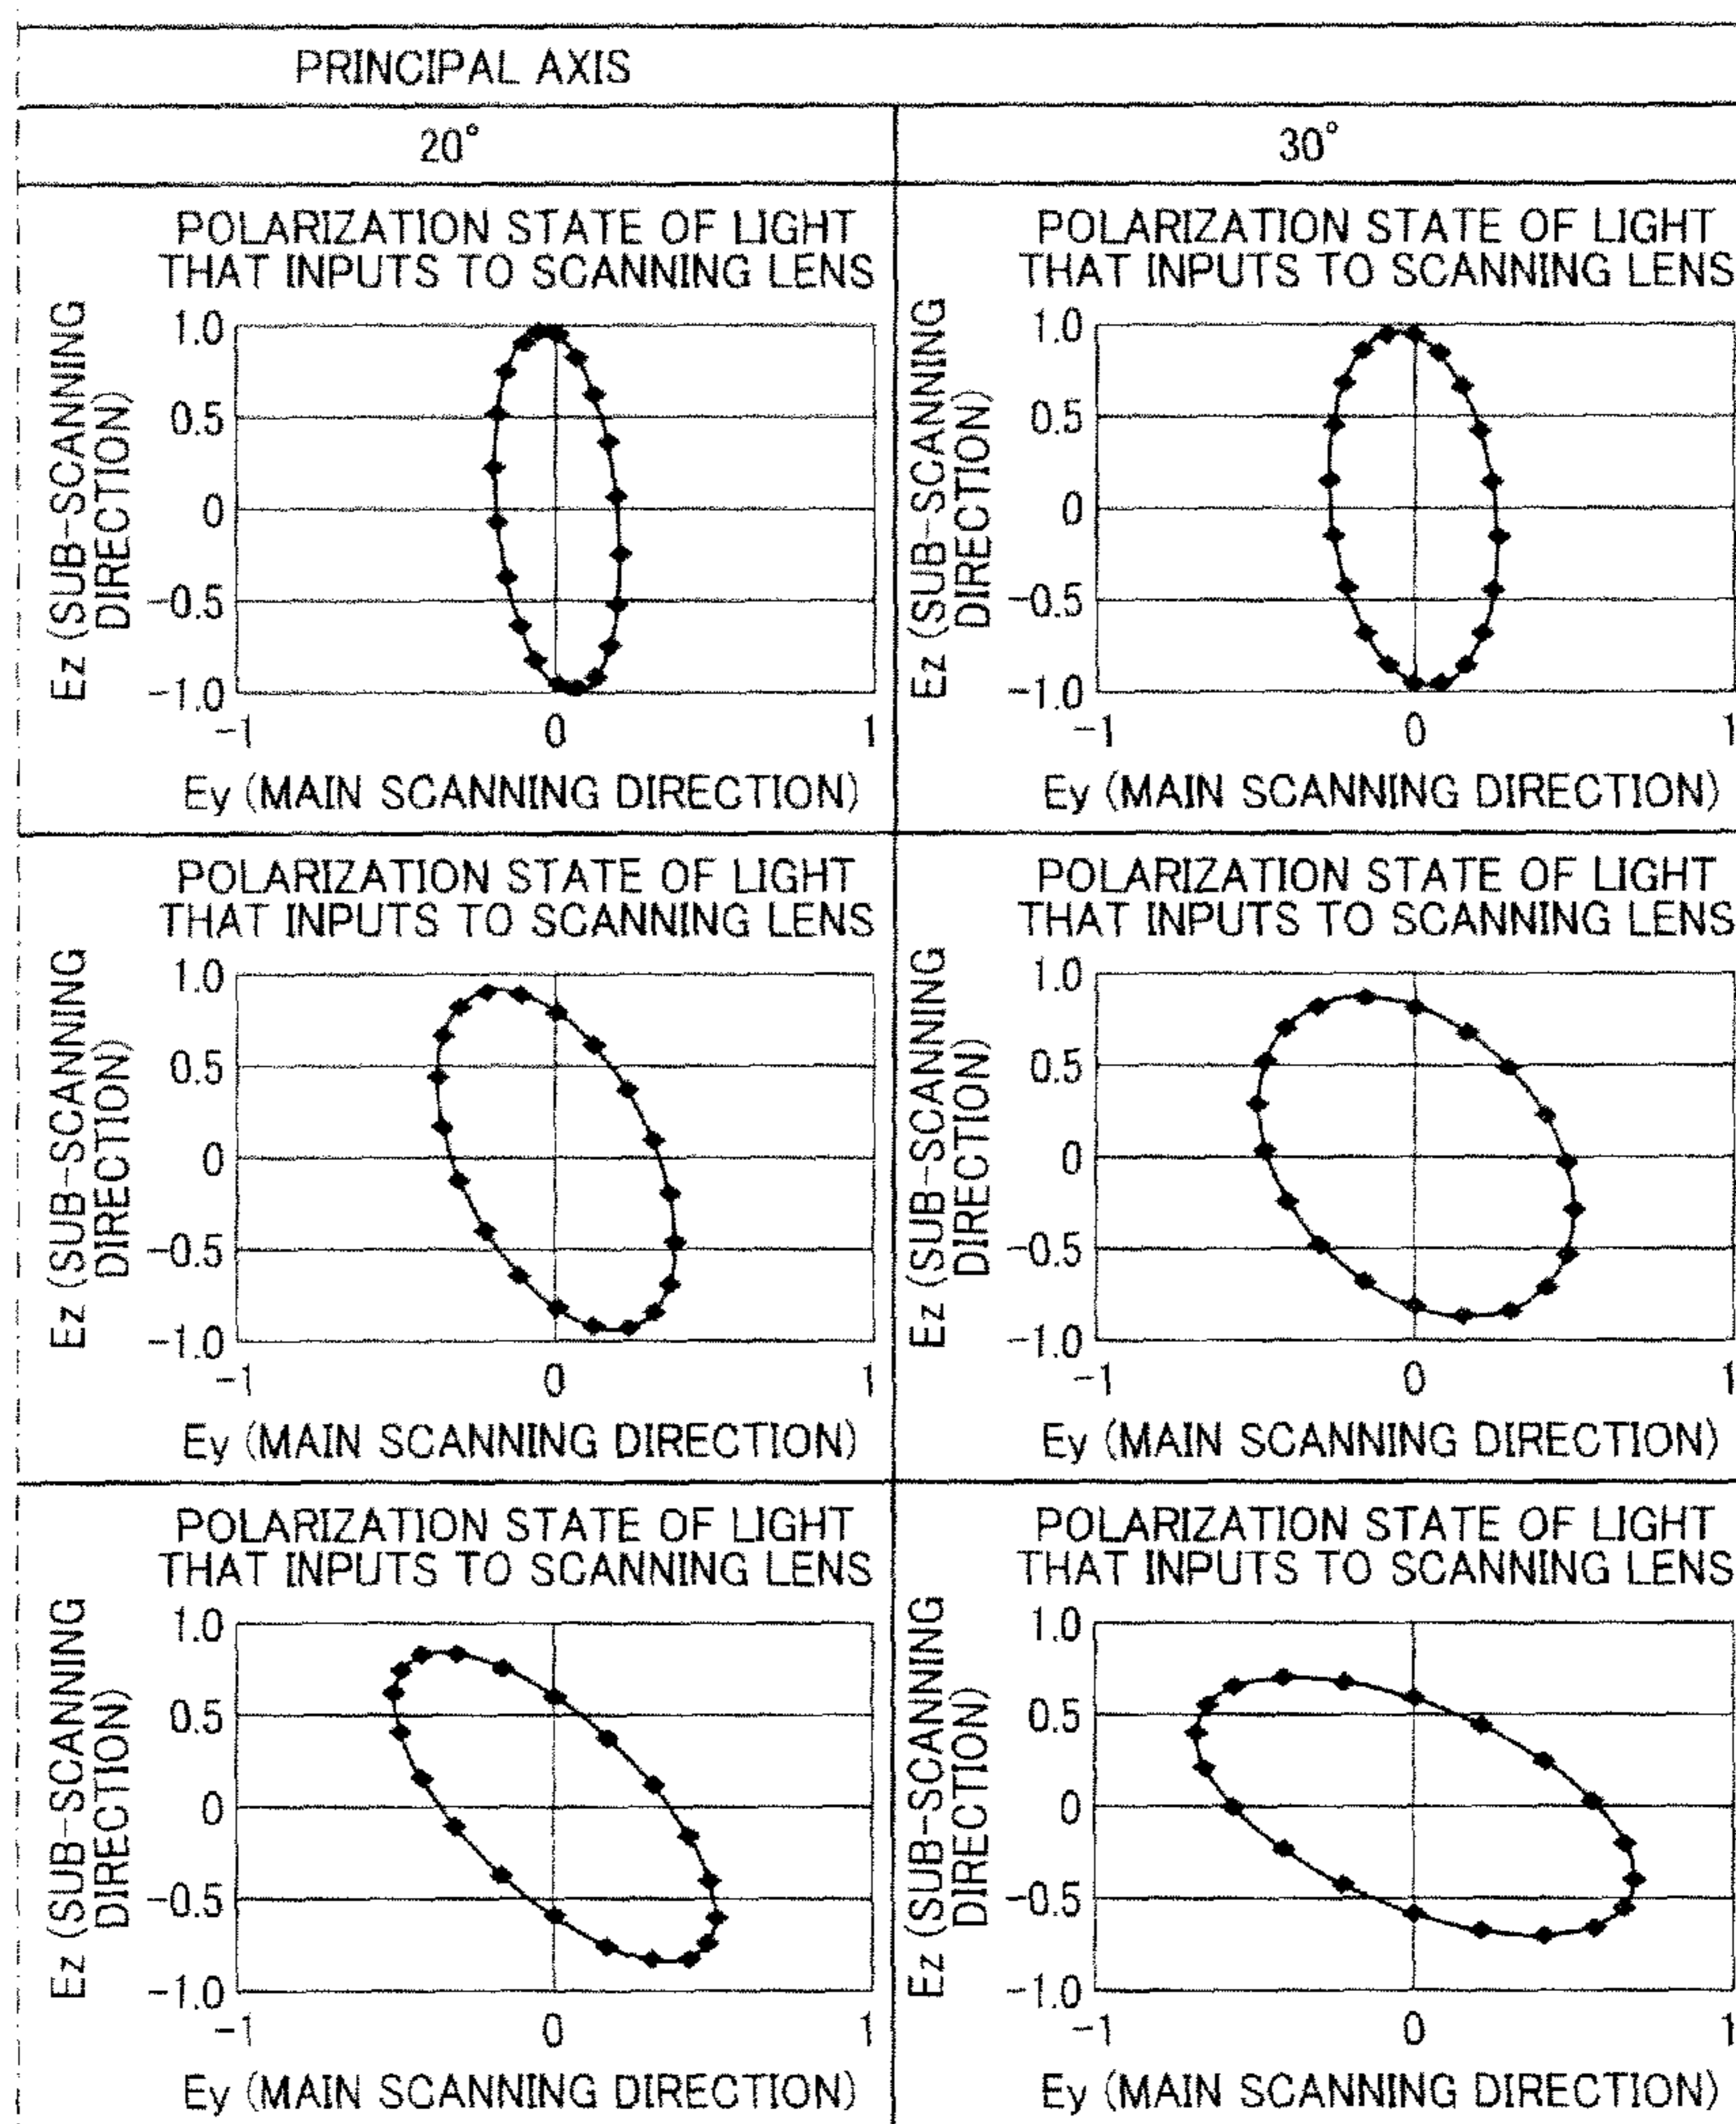 PRINCIPAL AXIS
20°
30°
POLARIZATION STATE OF LIGHT
THAT INPUTS TO SCANNING LENS
Ez (SUB-SCANNING
DIRECTION)
1.0
0.5
0
-0.5
-1.0
-1
0
1
Ey (MAIN SCANNING DIRECTION)
POLARIZATION STATE OF LIGHT
THAT INPUTS TO SCANNING LENS
Ez (SUB-SCANNING
DIRECTION)
1.0
0.5
0
-0.5
-1.0
-1
0
1
Ey (MAIN SCANNING DIRECTION)
POLARIZATION STATE OF LIGHT
THAT INPUTS TO SCANNING LENS
Ez (SUB-SCANNING
DIRECTION)
1.0
0.5
0
-0.5
-1.0
-1
0
1
Ey (MAIN SCANNING DIRECTION)
POLARIZATION STATE OF LIGHT
THAT INPUTS TO SCANNING LENS
Ez (SUB-SCANNING
DIRECTION)
1.0
0.5
0
-0.5
-1.0
-1
0
1
Ey (MAIN SCANNING DIRECTION)
POLARIZATION STATE OF LIGHT
THAT INPUTS TO SCANNING LENS
Ez (SUB-SCANNING
DIRECTION)
1.0
0.5
0
-0.5
-1.0
-1
0
1
Ey (MAIN SCANNING DIRECTION)
POLARIZATION STATE OF LIGHT
THAT INPUTS TO SCANNING LENS
Ez (SUB-SCANNING
DIRECTION)
1.0
0.5
0
-0.5
-1.0
-1
0
1
Ey (MAIN SCANNING DIRECTION)